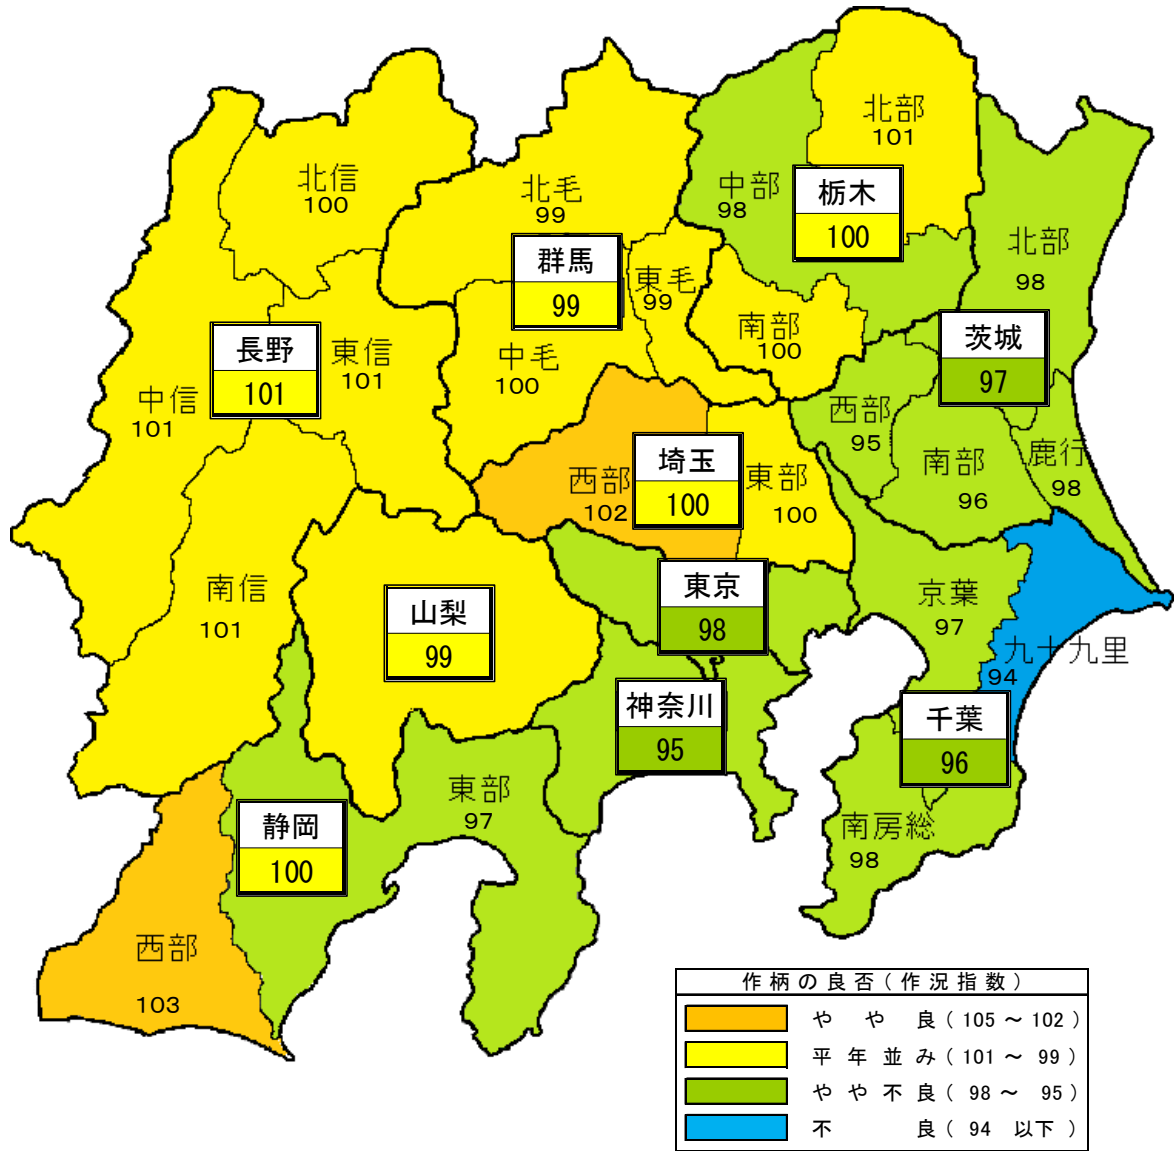 北部
101
北信
100
北毛
99
中部
98
栃木
100
北部
98
群馬
99
東毛
99
南部
100
茨城
97
長野
101
東信
101
中毛
100
中信
101
西部
95
南部
96
鹿行
98
西部
102
埼玉
100
東部
100
南信
101
山梨
99
東京
98
京葉
97
九十九里
94
神奈川
95
千葉
96
東部
97
静岡
100
南房総
98
西部
103
作柄の良否(作況指数)
やや良(105～102)
平年並み(101～99)
やや不良(98～95)
不良(94以下)